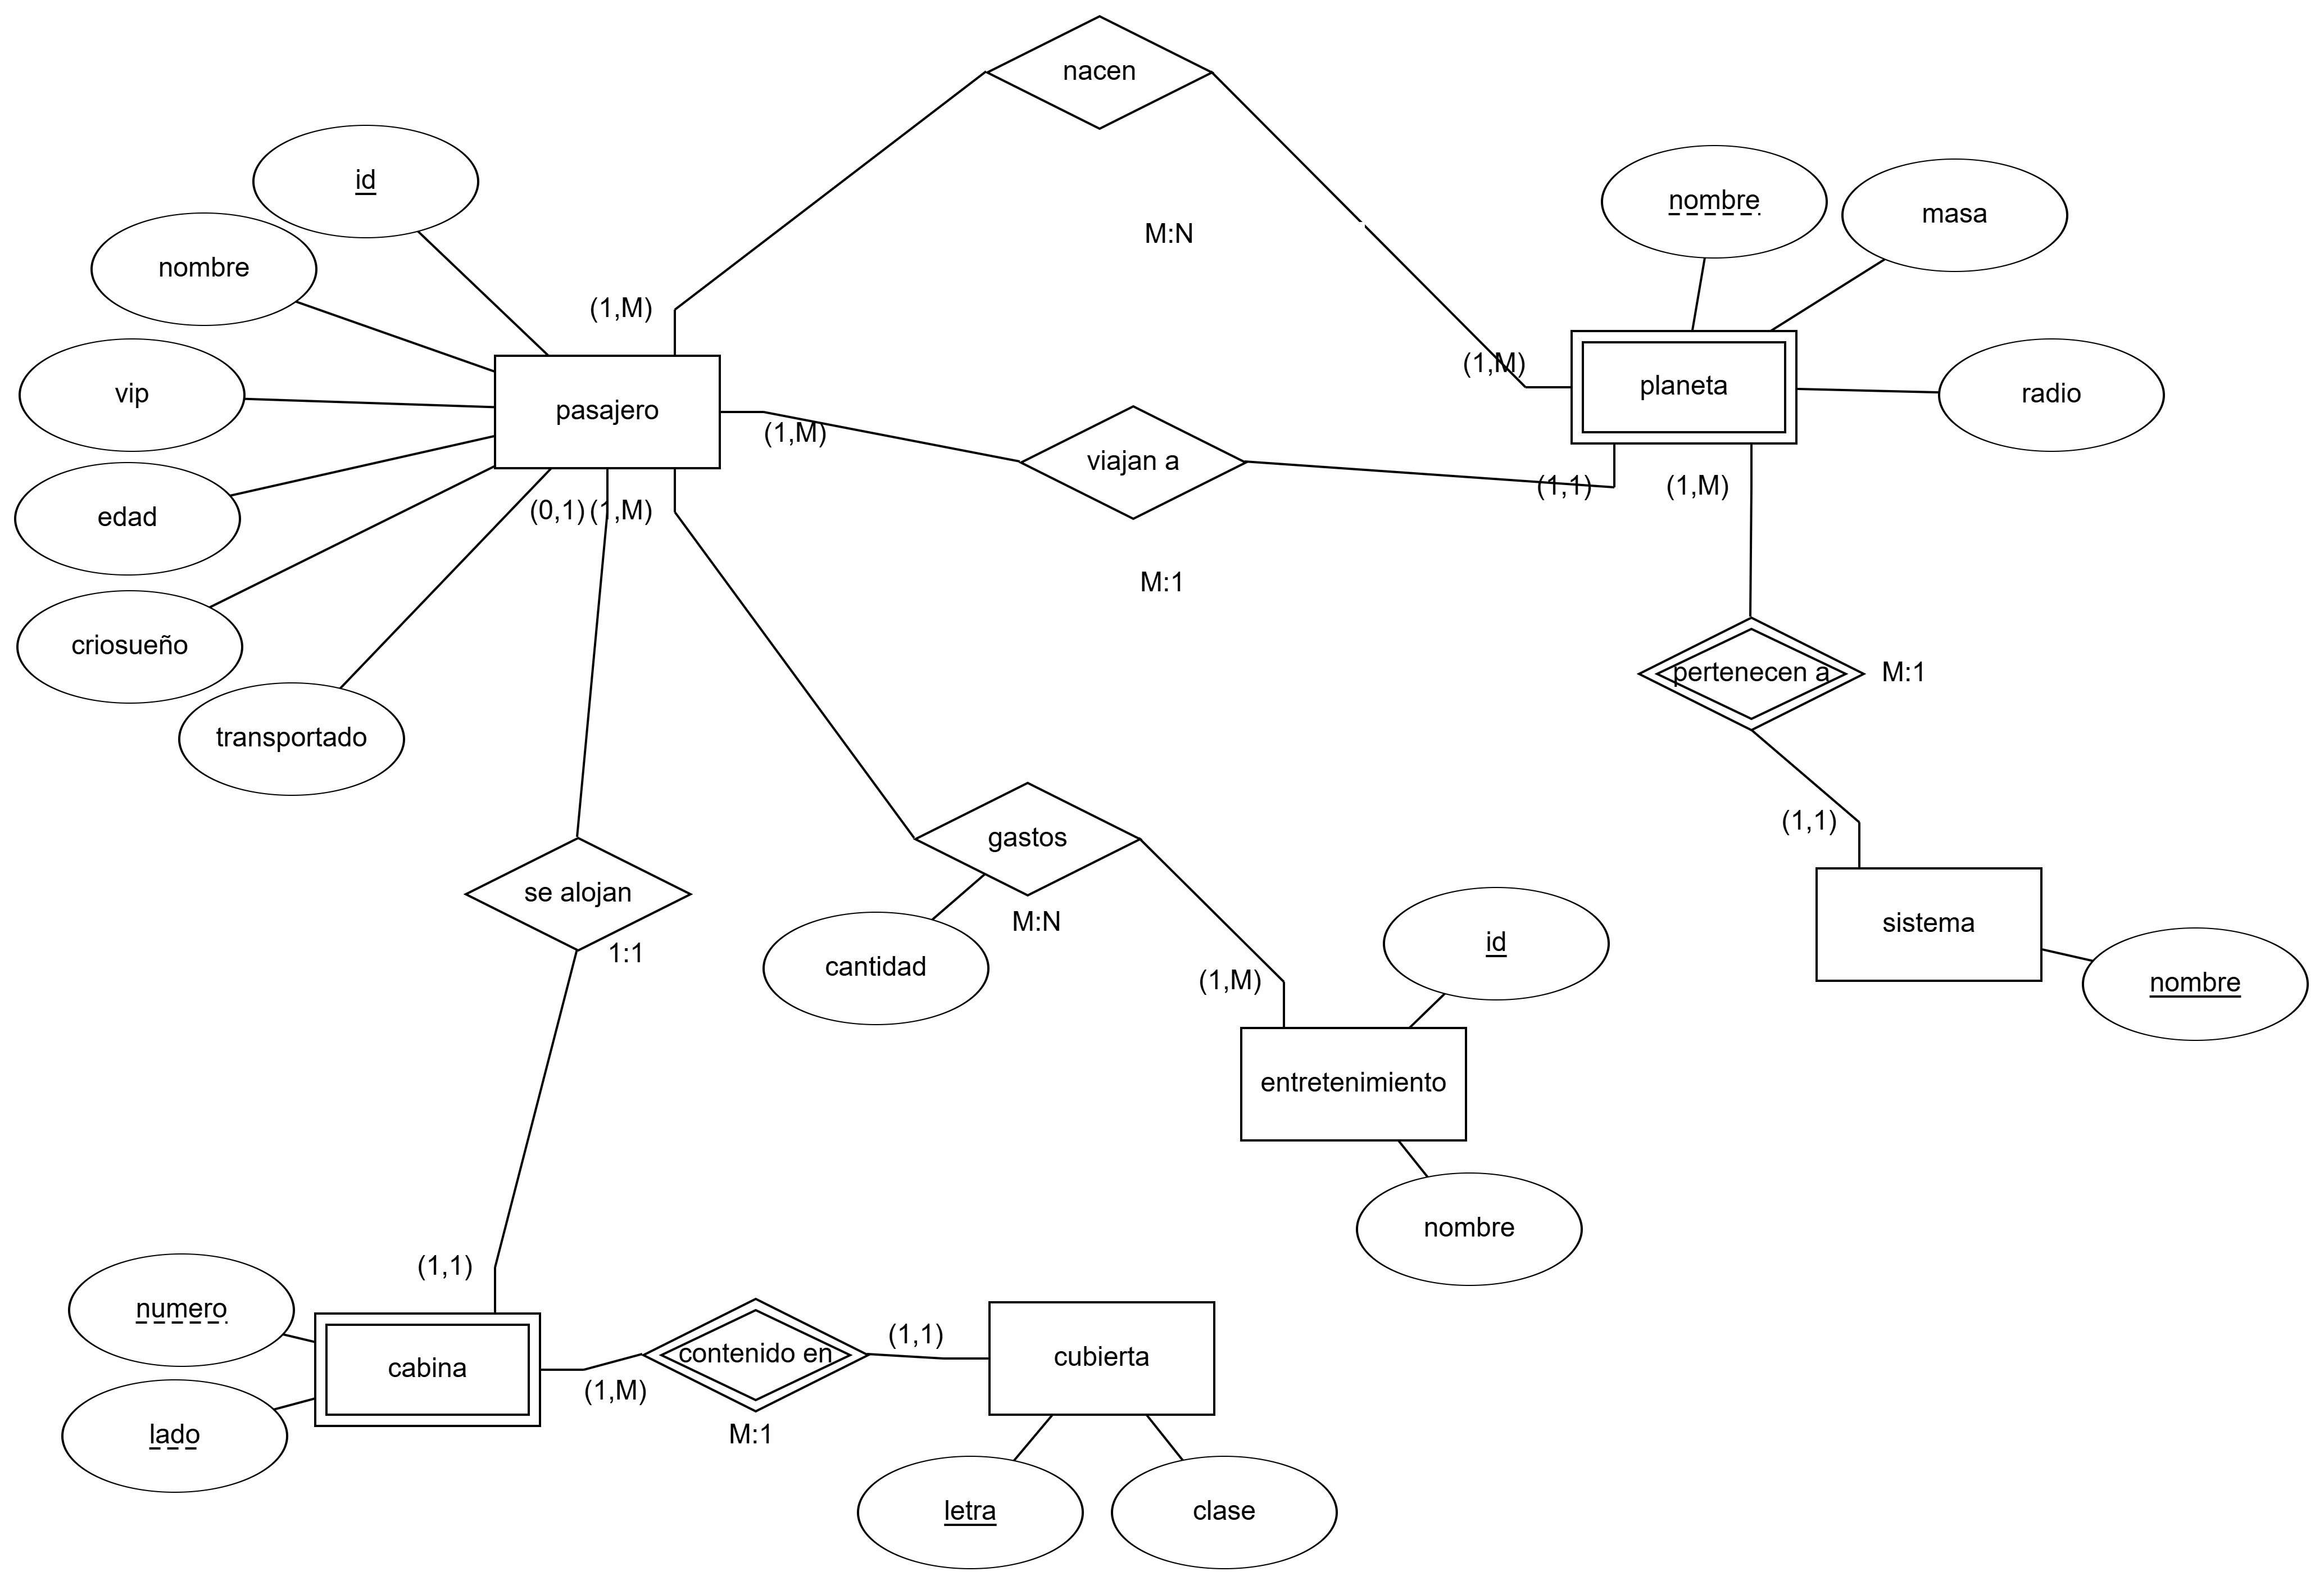 nacen
id
nombre
masa
nombre
M:N
(1,M)
(1,M)
vip
pasajero
planeta
radio
(1,M)
viajan a
(1,1)
(1,M)
edad
(0,1)
(1,M)
M:1
criosueño
pertenecen a
M:1
transportado
(1,1)
gastos
se alojan
M:N
sistema
1:1
cantidad
(1,M)
id
nombre
entretenimiento
nombre
(1,1)
numero
contenido en
(1,1)
cubierta
cabina
(1,M)
lado
M:1
letra
clase